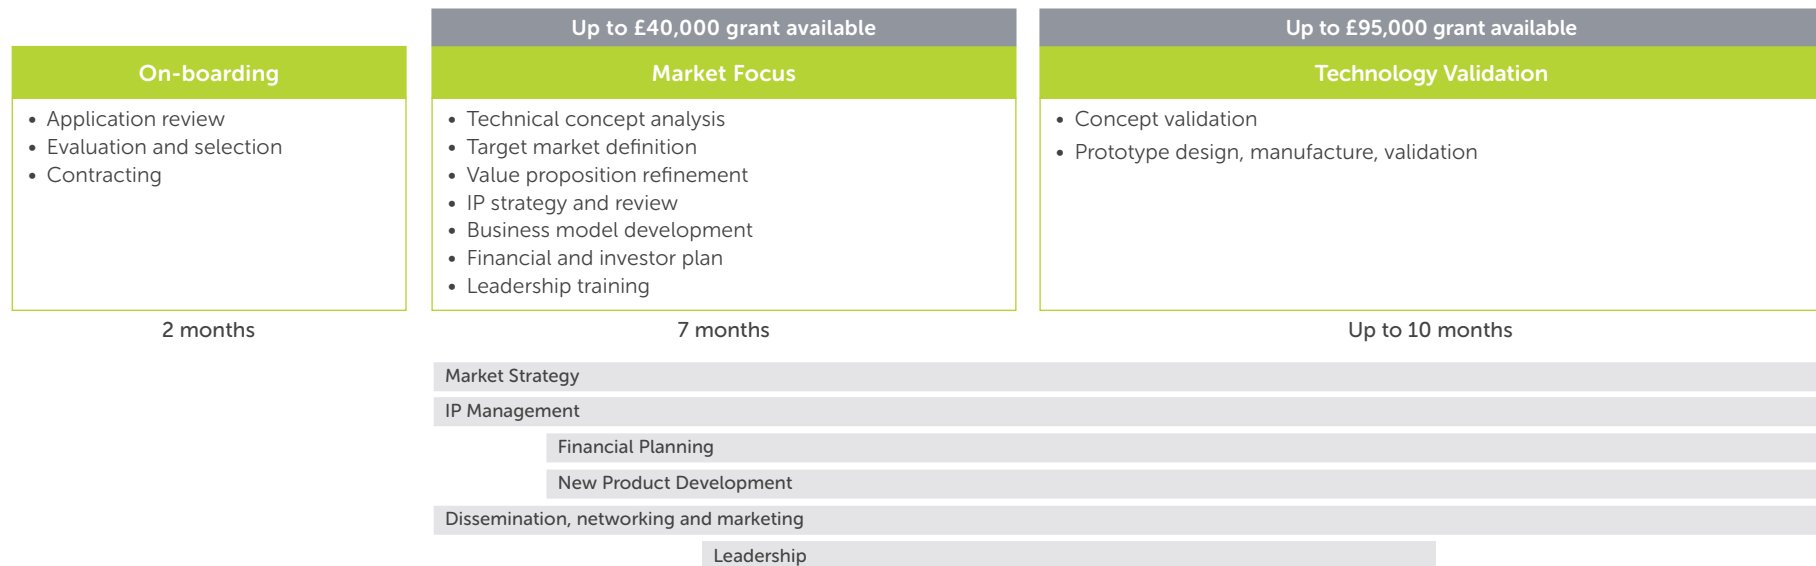 Up to £40,000 grant available
Up to £95,000 grant available
On-boarding
Market Focus
Technology Validation
• Application review
• Evaluation and selection
• Contracting
• Technical concept analysis
• Target market definition
• Value proposition refinement
• IP strategy and review
• Business model development
• Financial and investor plan
• Leadership training
• Concept validation
• Prototype design, manufacture, validation
2 months
7 months
Up to 10 months
Market Strategy
IP Management
Financial Planning
New Product Development
Dissemination, networking and marketing
Leadership